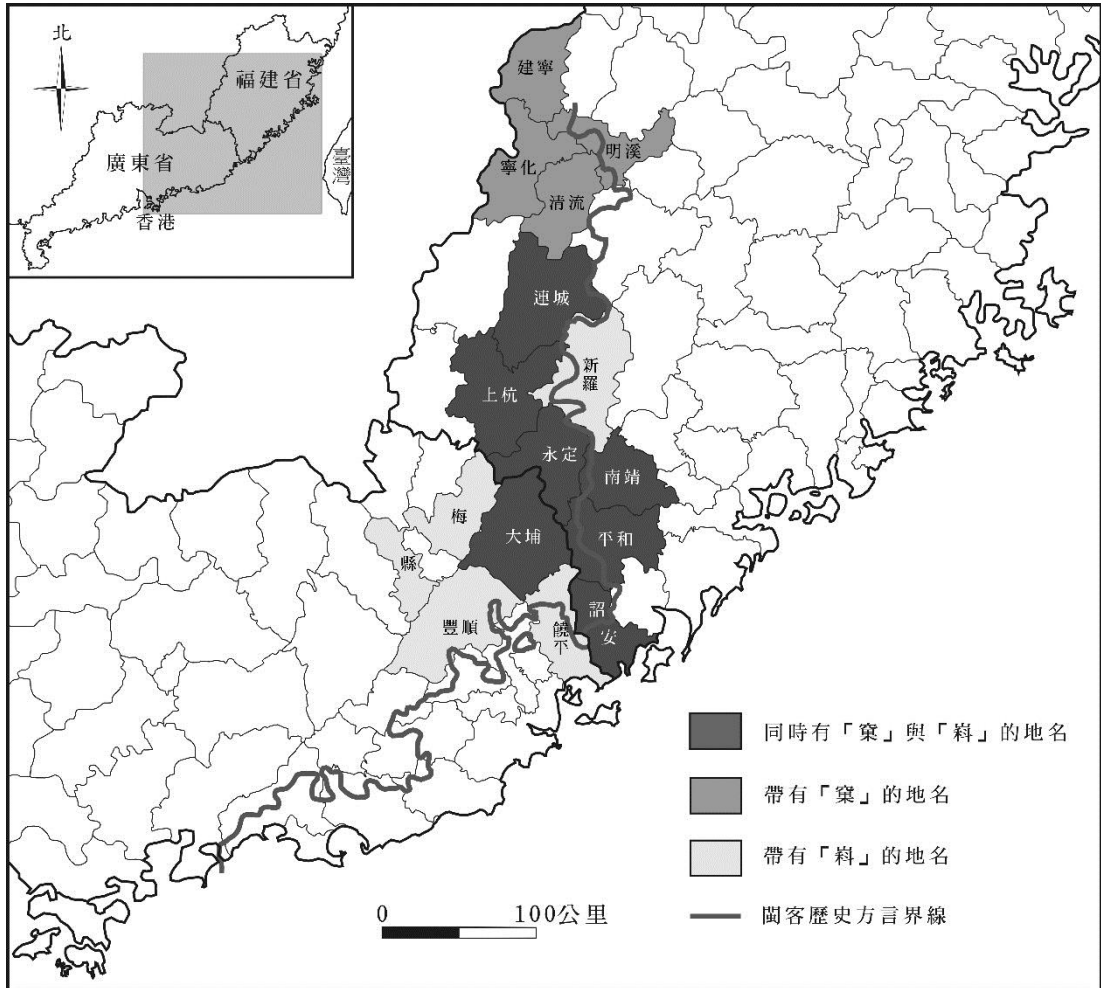 北
福建省
廣東省
香港
臺灣
建寧
明溪
寧化
清流
連城
新羅
上杭
永定
南靖
梅
大埔
平和
縣
詔
豐順
饒平
安
同時有「窠」與「嵙」的地名
帶有「窠」的地名
帶有「嵙」的地名
0 100公里
閩客歷史方言界線